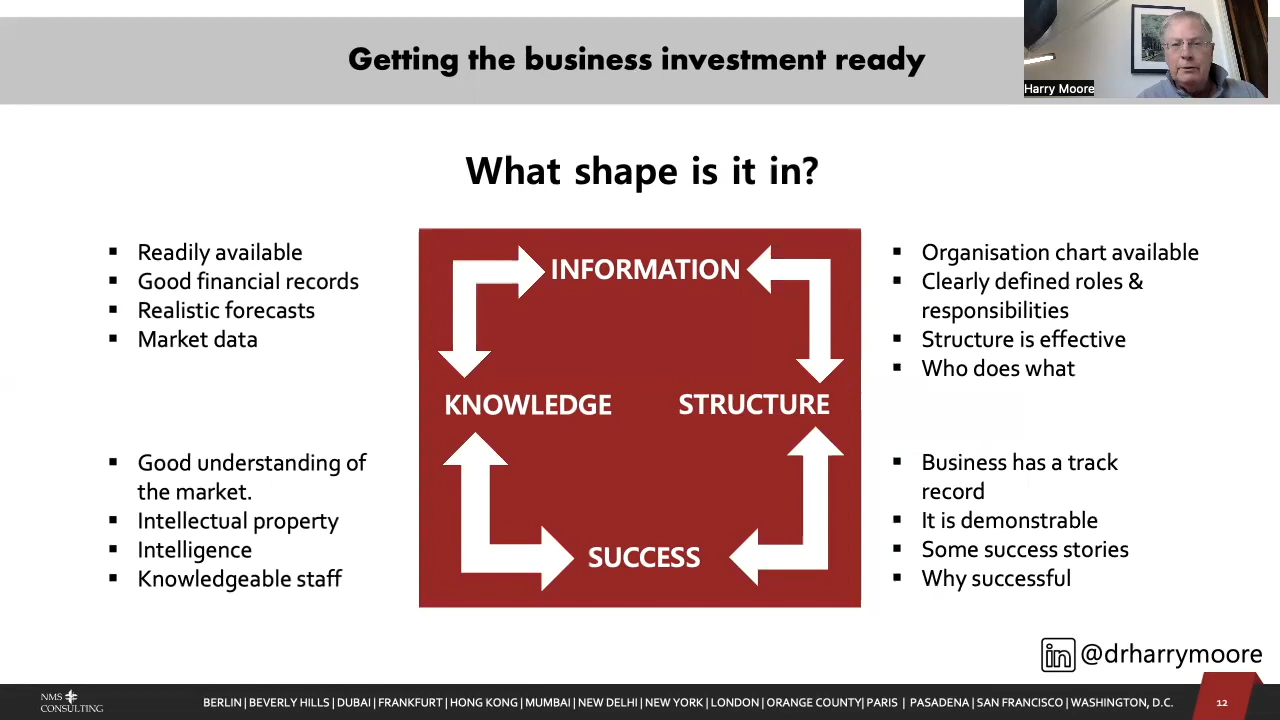 Getting the business investment ready
Harry Moore
What shape is it in?
▪ Readily available
▪ Good financial records
▪ Realistic forecasts
▪ Market data
▪ Good understanding of
the market.
▪ Intellectual property
▪ Intelligence
▪ Knowledgeable staff
INFORMATION
KNOWLEDGE
STRUCTURE
SUCCESS
▪ Organisation chart available
▪ Clearly defined roles &
responsibilities
▪ Structure is effective
▪ Who does what
▪ Business has a track
record
▪ It is demonstrable
▪ Some success stories
▪ Why successful
in @drharrymoore
NMS
CONSULTING
BERLIN | BEVERLY HILLS | DUBAI | FRANKFURT | HONG KONG | MUMBAI | NEW DELHI | NEW YORK | LONDON | ORANGE COUNTY| PARIS | PASADENA | SAN FRANCISCO | WASHINGTON, D.C.
12